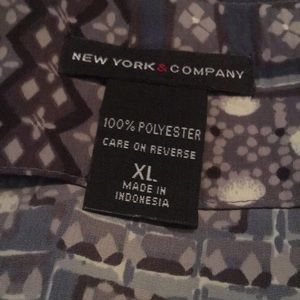 NEW YORK & COMPANY
100% POLYESTER
CARE ON REVERSE
XL
MADE IN
INDONESIA